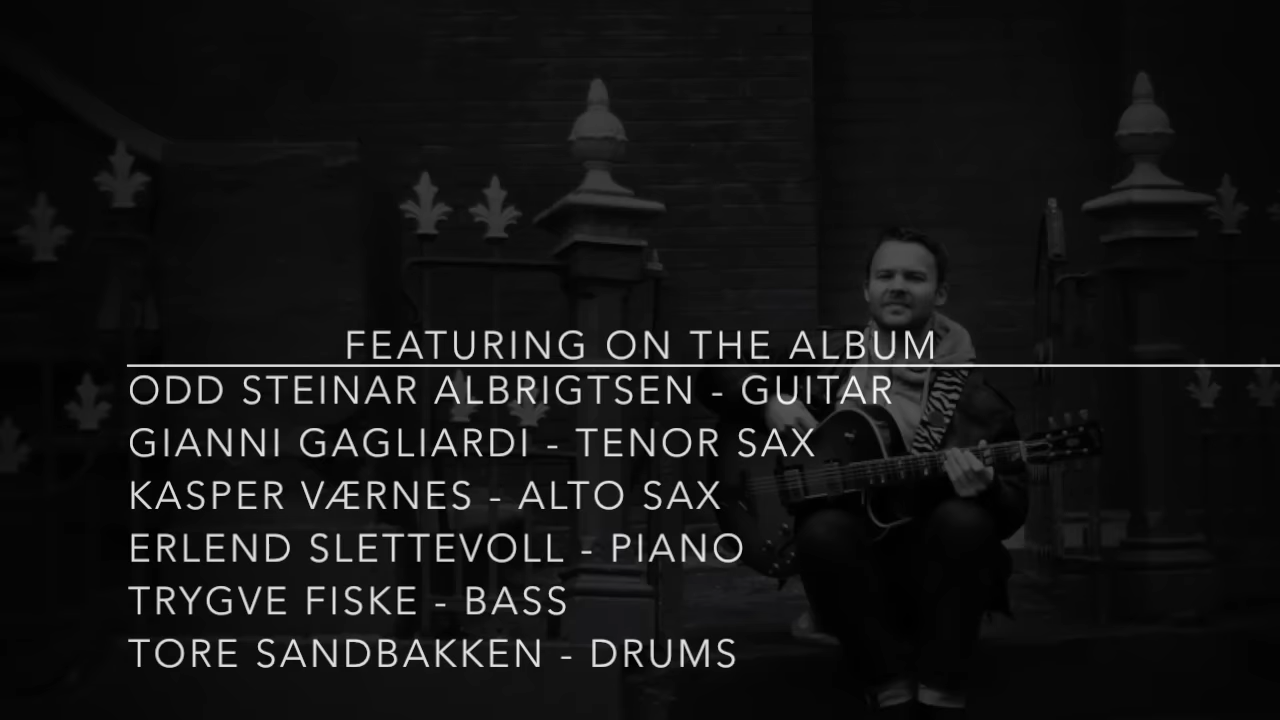 FEATURING ON THE ALBUM
ODD STEINAR ALBRIGTSEN - GUITAR
GIANNI GAGLIARDI - TENOR SAX
KASPER VÆRNES - ALTO SAX
ERLEND SLETTEVOLL - PIANO
TRYGVE FISKE - BASS
TORE SANDBAKKEN - DRUMS